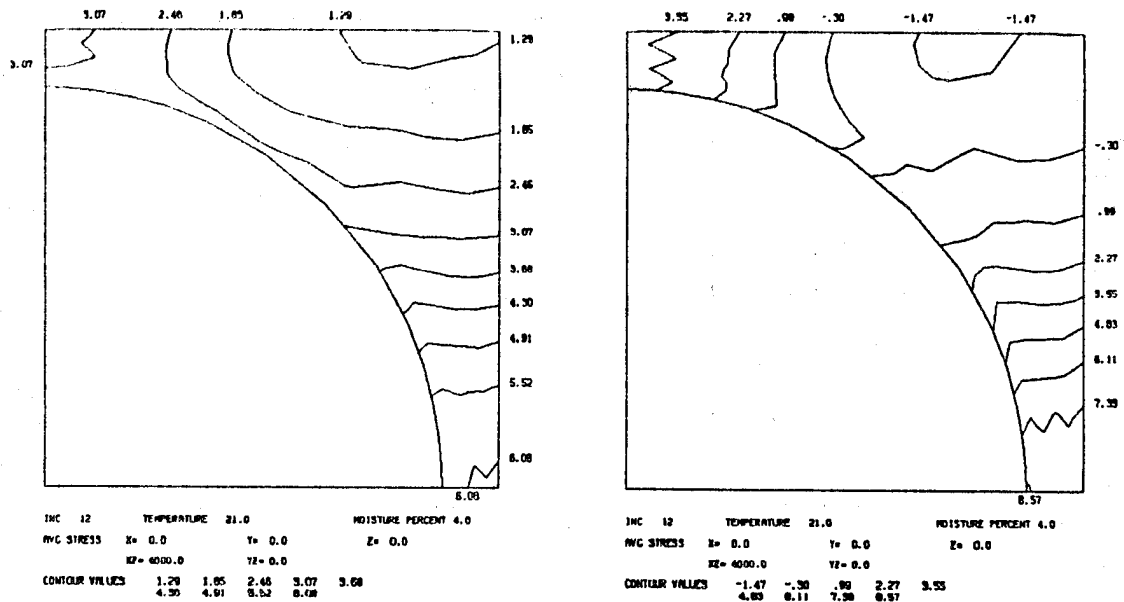 3.07 2.46 1.85 1.29
1.29
3.07
1.85
2.46
3.07
3.68
4.30
4.91
5.52
6.08
6.08
INC 12 TEMPERATURE 21.0 MOISTURE PERCENT 4.0
AVG STRESS X= 0.0 Y= 0.0 Z= 0.0
XZ= 4000.0 YZ= 0.0
CONTOUR VALUES 1.29 1.85 2.46 3.07 3.68
4.30 4.91 5.52 6.08
3.55 2.27 .99 -.30 -1.47 -1.47
-.30
.99
2.27
3.55
4.83
6.11
7.39
8.57
INC 12 TEMPERATURE 21.0 MOISTURE PERCENT 4.0
AVG STRESS X= 0.0 Y= 0.0 Z= 0.0
XZ= 4000.0 YZ= 0.0
CONTOUR VALUES -1.47 -.30 .99 2.27 3.55
4.83 6.11 7.39 8.57